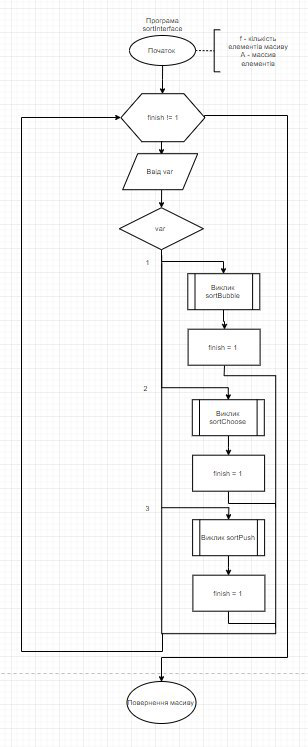 Програма
sortInterface
Початок
f - кількість
елементів масиву
А - массив
елементів
finish != 1
Ввід var
var
1
Виклик
sortBubble
finish = 1
2
Виклик
sortChoose
finish = 1
3
Виклик sortPush
finish = 1
Повернення масиву